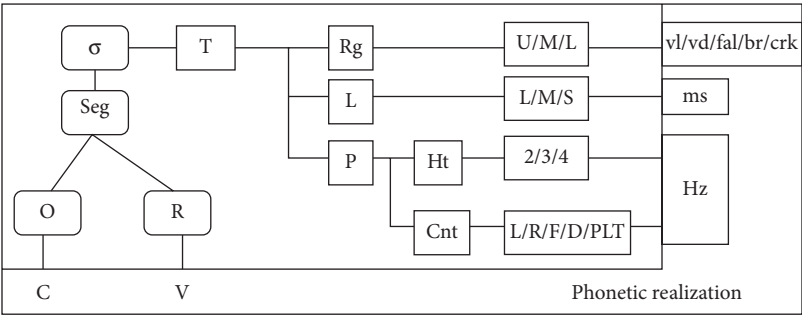 σ T Rg U/M/L vl/vd/fal/br/crk
Seg L L/M/S ms
P Ht 2/3/4
O R Hz
Cnt L/R/F/D/PLT
C V Phonetic realization